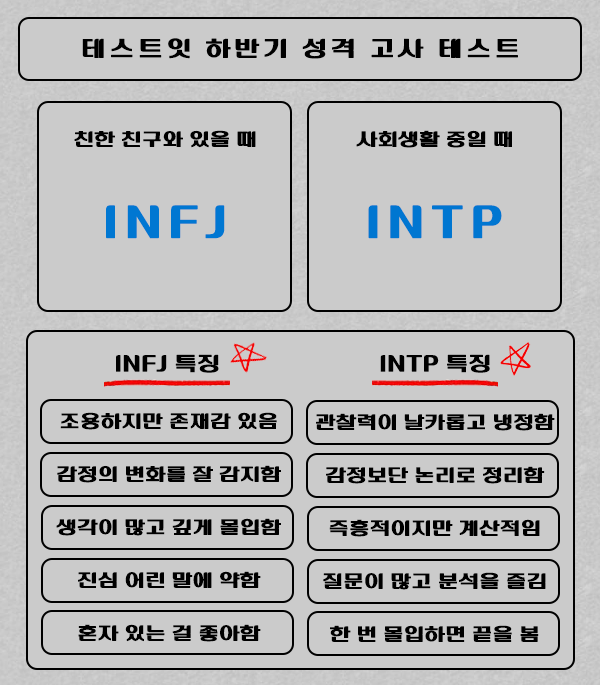 테스트잇 하반기 성격 고사 테스트
친한 친구와 있을 때
INFJ
사회생활 중일 때
INTP
INFJ 특징
조용하지만 존재감 있음
감정의 변화를 잘 감지함
생각이 많고 깊게 몰입함
진심 어린 말에 약함
혼자 있는 걸 좋아함
INTP 특징
관찰력이 날카롭고 냉정함
감정보단 논리로 정리함
즉흥적이지만 계산적임
질문이 많고 분석을 즐김
한 번 몰입하면 끝을 봄